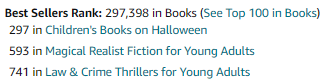 Best Sellers Rank: 297,398 in Books (See Top 100 in Books)
297 in Children's Books on Halloween
593 in Magical Realist Fiction for Young Adults
741 in Law & Crime Thrillers for Young Adults